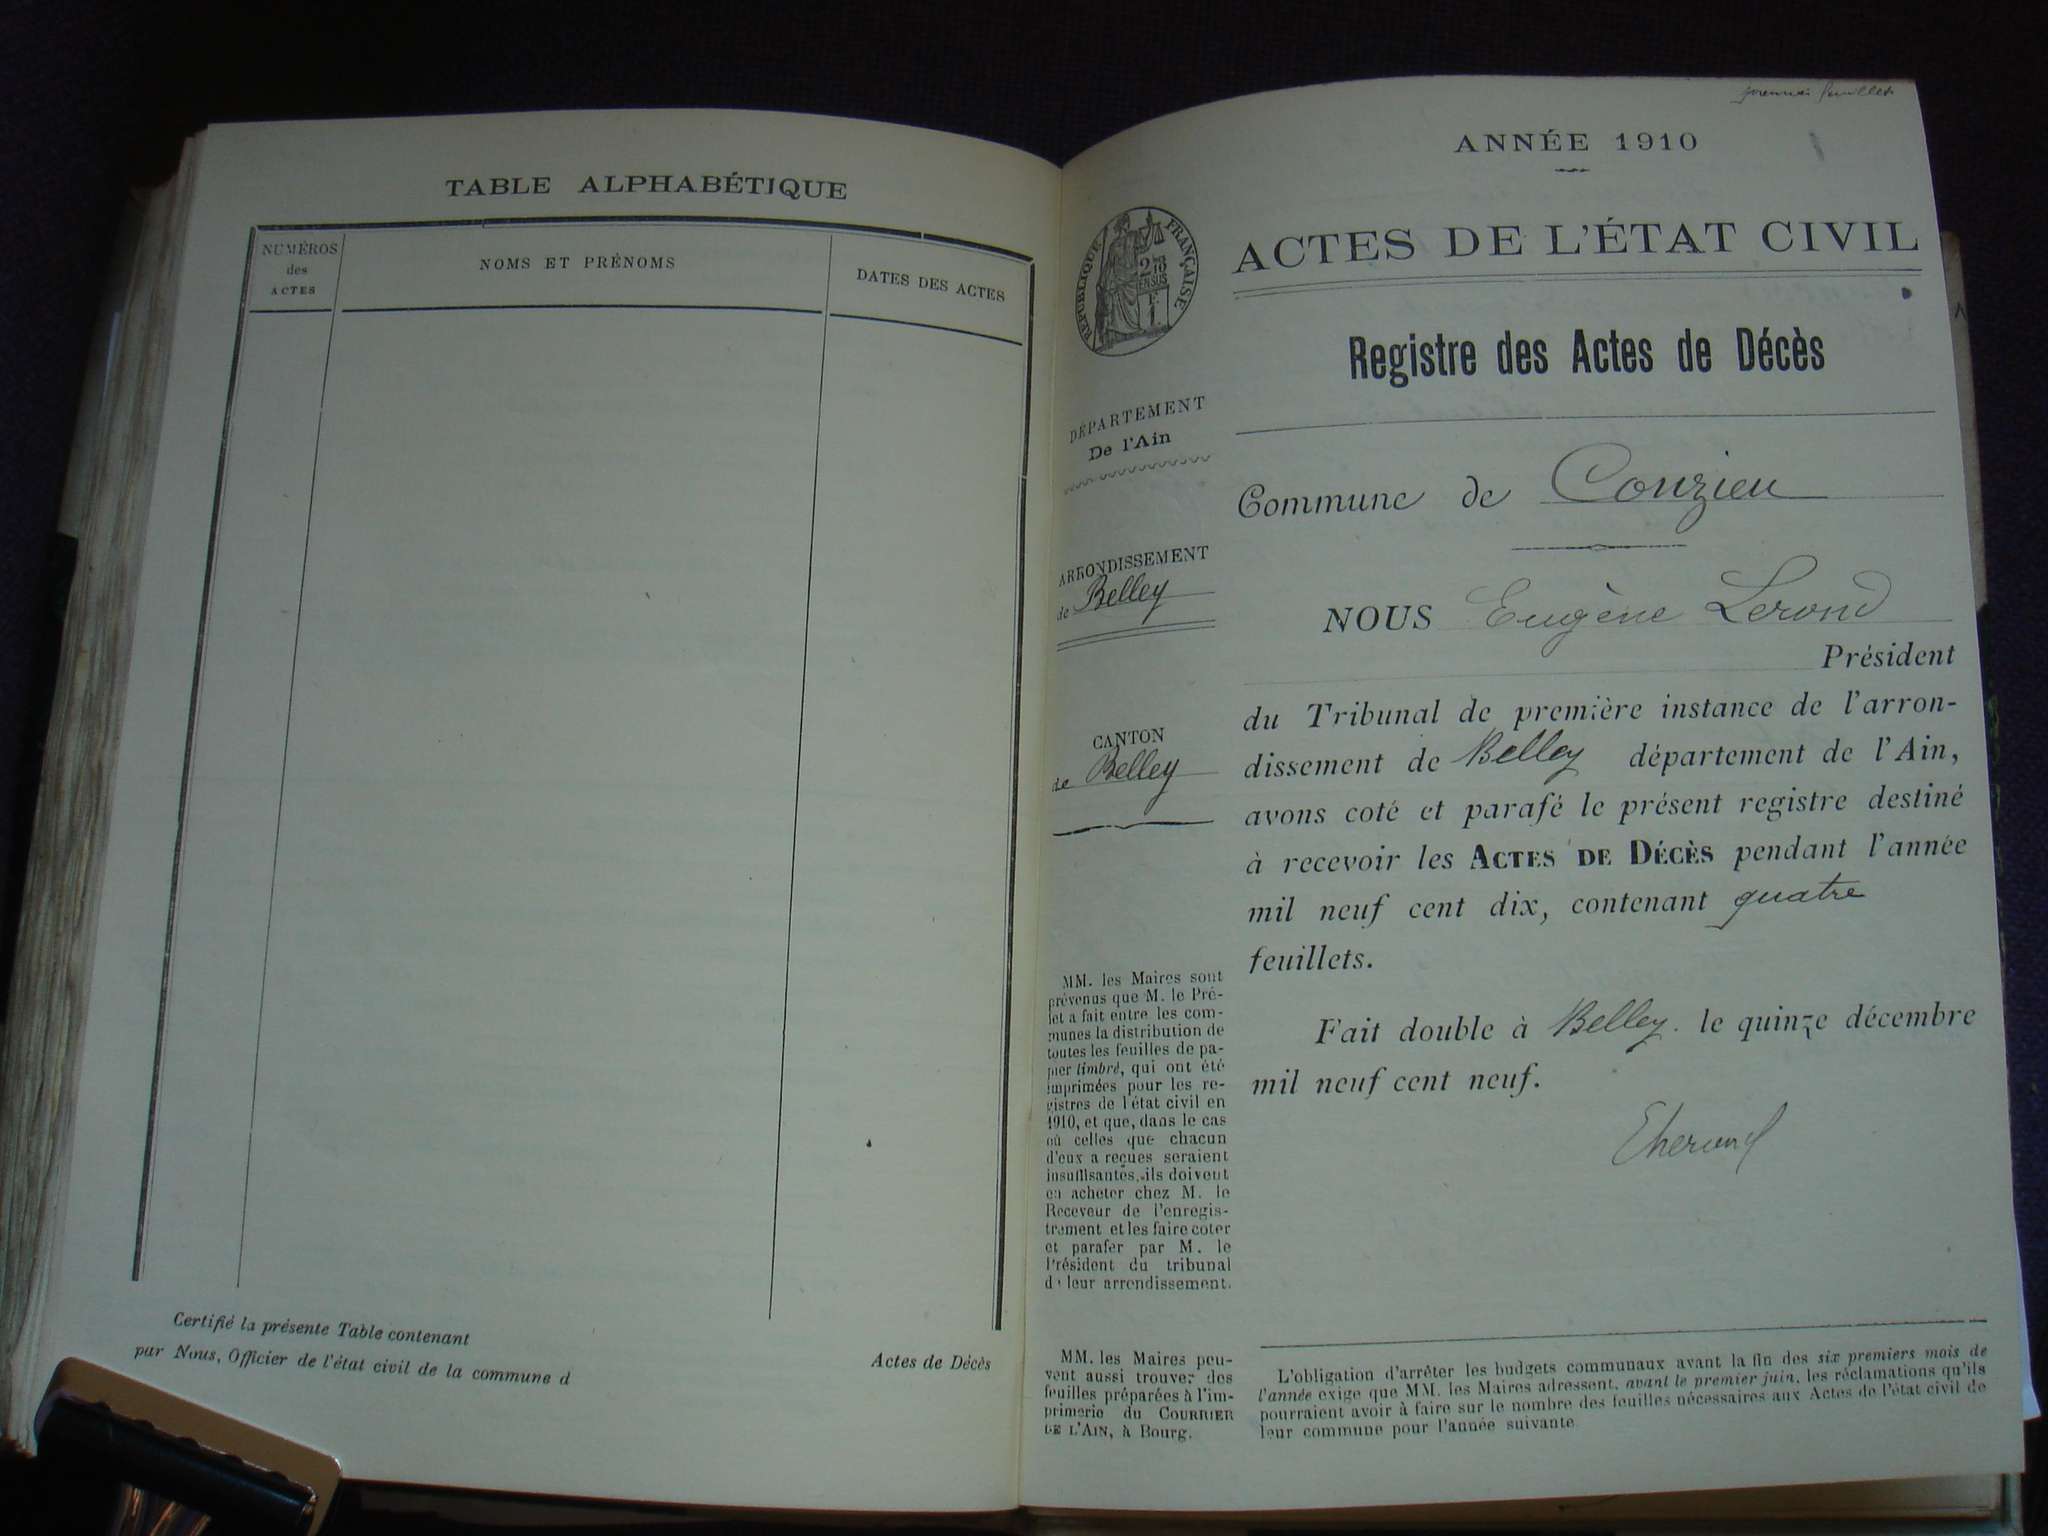 TABLE ALPHABÉTIQUE
NUMÉROS
des
ACTES
NOMS ET PRÉNOMS
DATES DES ACTES
Certifié la présente Table contenant
Actes de Décès
par Nous, Officier de l'état civil de la commune d
premier feuillet
ANNÉE 1910
RÉPUBLIQUE FRANÇAISE
ACTES DE L'ÉTAT CIVIL
Registre des Actes de Décès
DÉPARTEMENT
De l'Ain
Commune de Conzieu
ARRONDISSEMENT
de Belley
NOUS Eugène Lerond
Président
du Tribunal de première instance de l'arron-
dissement de Belley département de l'Ain,
CANTON
de Belley
avons coté et parafé le présent registre destiné
à recevoir les ACTES DE DÉCÈS pendant l'année
mil neuf cent dix, contenant quatre
feuillets.
Fait double à Belley. le quinze décembre
mil neuf cent neuf.
MM. les Maires sont
prévenus que M. le Pré-
fet a fait entre les com-
munes la distribution de
toutes les feuilles de pa-
pier timbré, qui ont été
imprimées pour les re-
gistres de l'état civil en
1910, et que, dans le cas
où celles que chacun
d'eux a reçues seraient
insuffisantes, ils doivent
en acheter chez M. le
Receveur de l'enregis-
trement et les faire coter
et parafer par M. le
Président du tribunal
de leur arrondissement.
MM. les Maires peu-
vent aussi trouver des
feuilles préparées à l'im-
primerie du COURRIER
DE L'AIN, à Bourg.
L'obligation d'arrêter les budgets communaux avant la fin des six premiers mois de
l'année exige que MM. les Maires adressent, avant le premier juin, les réclamations qu'ils
pourraient avoir à faire sur le nombre des feuilles nécessaires aux Actes de l'état civil de
leur commune pour l'année suivante